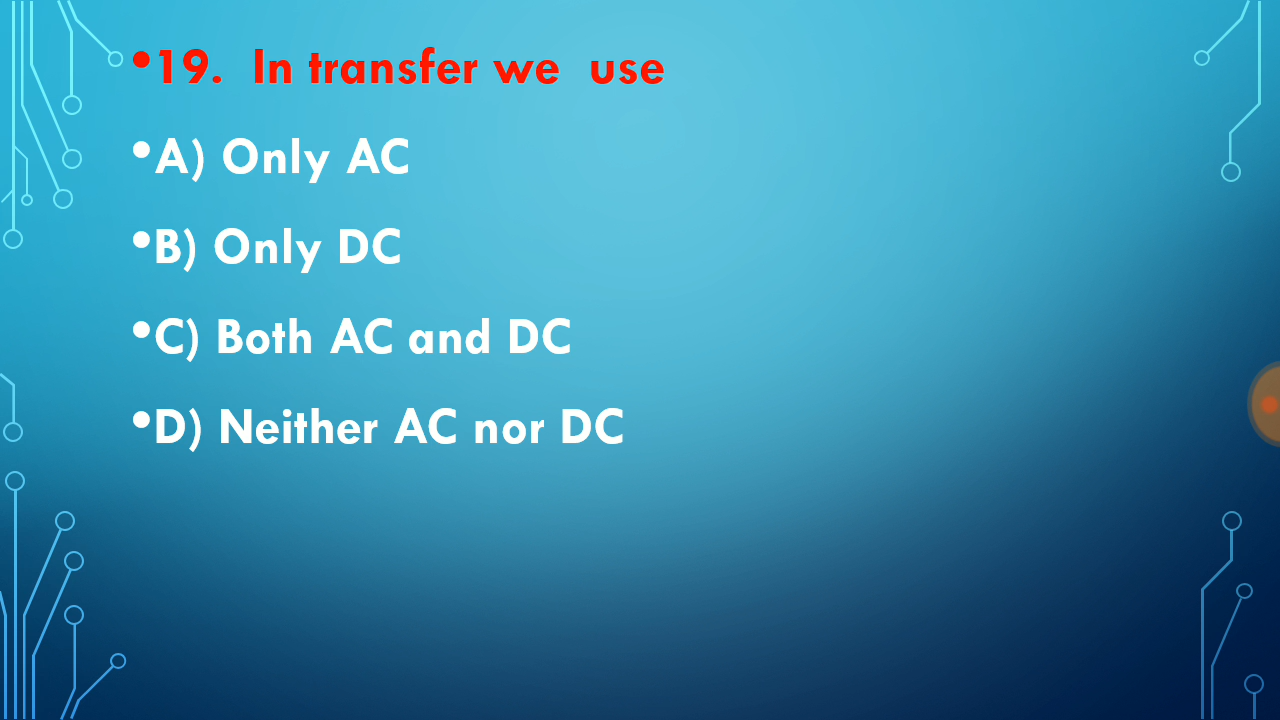 •19. In transfer we use
•A) Only AC
•B) Only DC
•C) Both AC and DC
•D) Neither AC nor DC